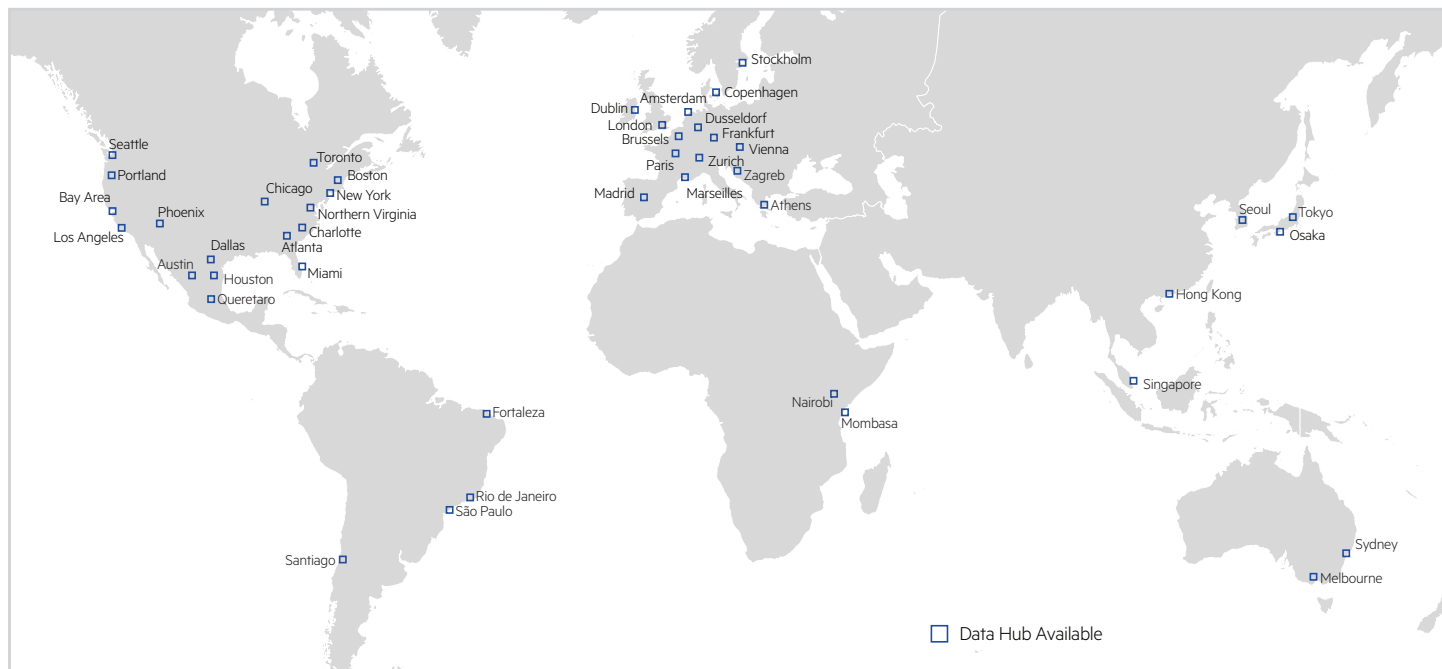 Stockholm
Copenhagen
Amsterdam
Dublin
Dusseldorf
London
Frankfurt
Brussels
Vienna
Paris
Zurich
Zagreb
Madrid
Marseilles
Athens
Seattle
Toronto
Portland
Boston
Chicago
New York
Bay Area
Phoenix
Northern Virginia
Los Angeles
Charlotte
Dallas
Atlanta
Austin
Houston
Miami
Queretaro
Seoul
Tokyo
Osaka
Hong Kong
Singapore
Nairobi
Mombasa
Fortaleza
Rio de Janeiro
São Paulo
Santiago
Sydney
Melbourne
Data Hub Available